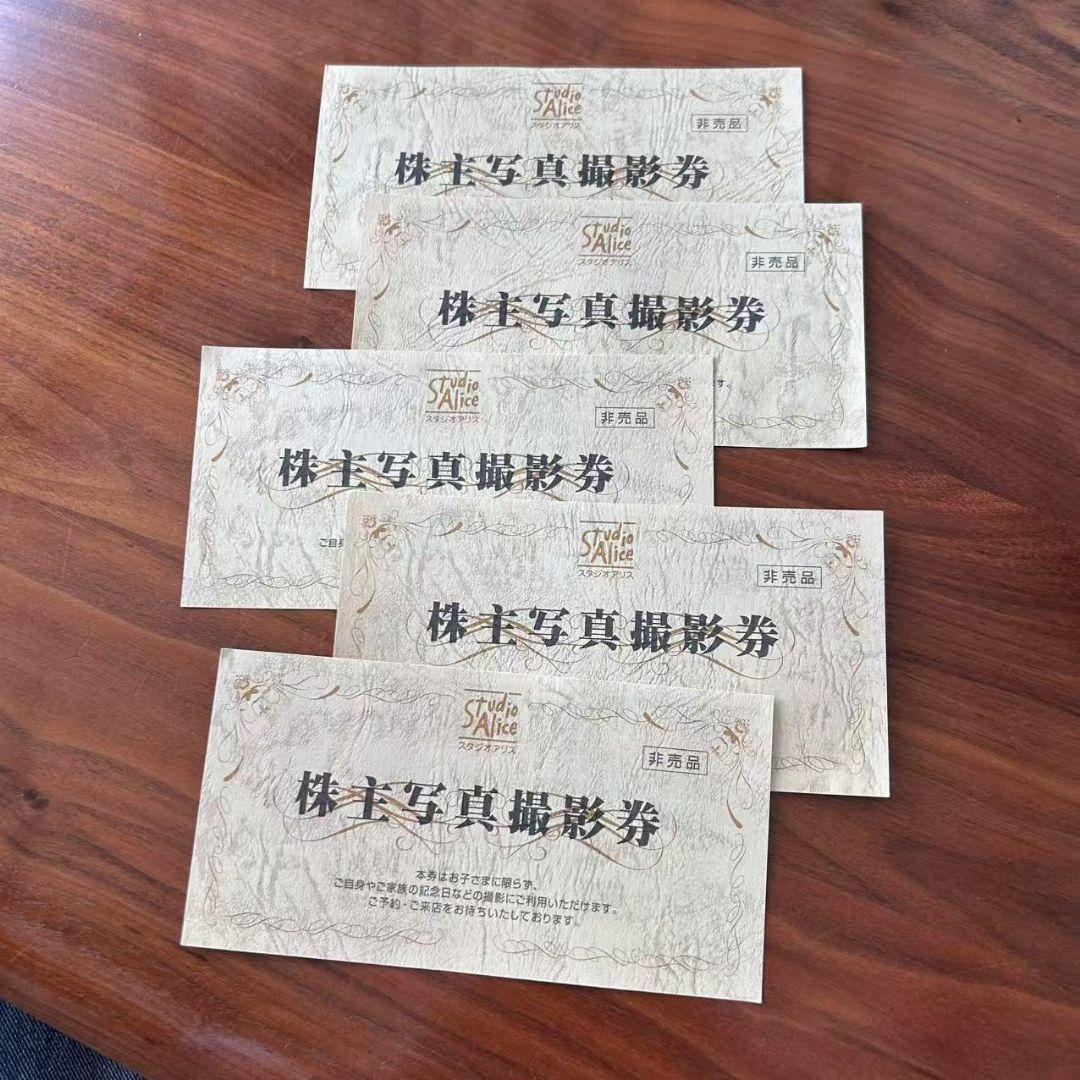 Studio
Alice
スタジオアリス
非売品
株主写真撮影券
Studio
Alice
スタジオアリス
非売品
株主写真撮影券
す。
Studio
Alice
スタジオアリス
非売品
株主写真撮影券
ご自身
Studio
Alice
スタジオアリス
非売品
株主写真撮影券
Studio
Alice
スタジオアリス
非売品
株主写真撮影券
本券はお子さまに限らず、
ご自身やご家族の記念日などの撮影にご利用いただけます。
ご予約・ご来店をお待ちいたしております。